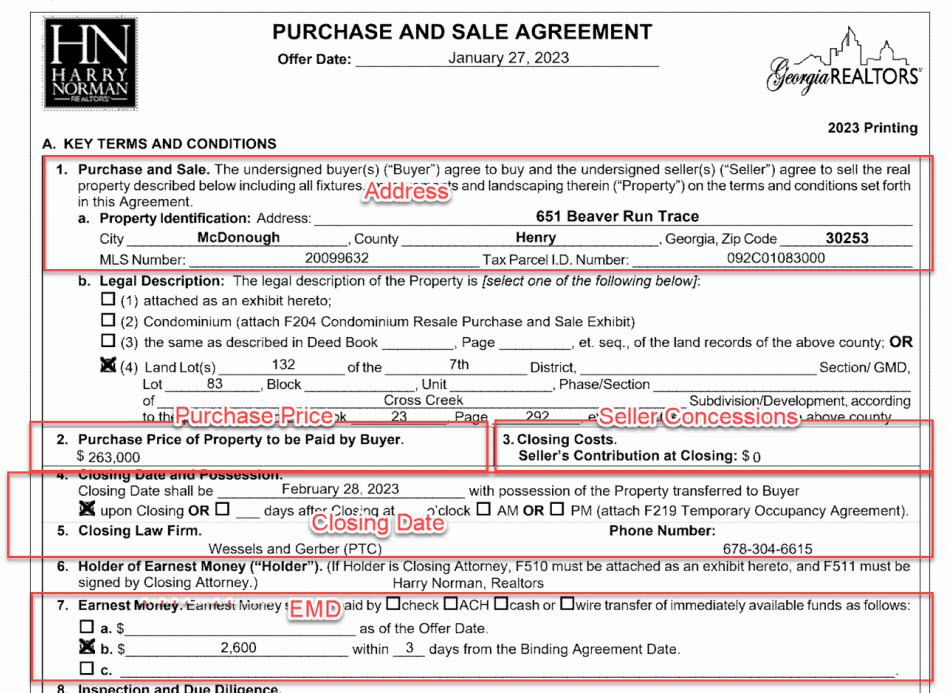 HN
HARRY
NORMAN
REALTORS®
PURCHASE AND SALE AGREEMENT
Offer Date: January 27, 2023
Georgia REALTORS®
2023 Printing
A. KEY TERMS AND CONDITIONS
1. Purchase and Sale. The undersigned buyer(s) ("Buyer") agree to buy and the undersigned seller(s) ("Seller") agree to sell the real
property described below including all fixtures, and landscaping therein ("Property") on the terms and conditions set forth
Address
in this Agreement.
a. Property Identification: Address: 651 Beaver Run Trace
City McDonough, County Henry, Georgia, Zip Code 30253
MLS Number: 20099632 Tax Parcel I.D. Number: 092C01083000
b. Legal Description: The legal description of the Property is [select one of the following below]:
(1) attached as an exhibit hereto;
(2) Condominium (attach F204 Condominium Resale Purchase and Sale Exhibit)
(3) the same as described in Deed Book ________, Page ________, et. seq., of the land records of the above county; OR
(4) Land Lot(s) 132 of the 7th District, Section/ GMD,
Lot 83, Block ________, Unit ________, Phase/Section
of Cross Creek Subdivision/Development, according
to the 23 Page 292, above county
Purchase Price
Seller Concessions
2. Purchase Price of Property to be Paid by Buyer.
$ 263,000
3. Closing Costs.
Seller's Contribution at Closing: $ 0
4. Closing Date and Possession.
Closing Date shall be February 28, 2023 with possession of the Property transferred to Buyer
upon Closing OR ___ days after Closing at o'clock AM OR PM (attach F219 Temporary Occupancy Agreement).
Closing Date
5. Closing Law Firm. Phone Number:
Wessels and Gerber (PTC) 678-304-6615
6. Holder of Earnest Money ("Holder"). (If Holder is Closing Attorney, F510 must be attached as an exhibit hereto, and F511 must be
signed by Closing Attorney.) Harry Norman, Realtors
7. Earnest Money. Earnest Money paid by check ACH cash or wire transfer of immediately available funds as follows:
EMD
a. $ ________ as of the Offer Date.
b. $ 2,600 within 3 days from the Binding Agreement Date.
c. ________.
8. Inspection and Due Diligence.